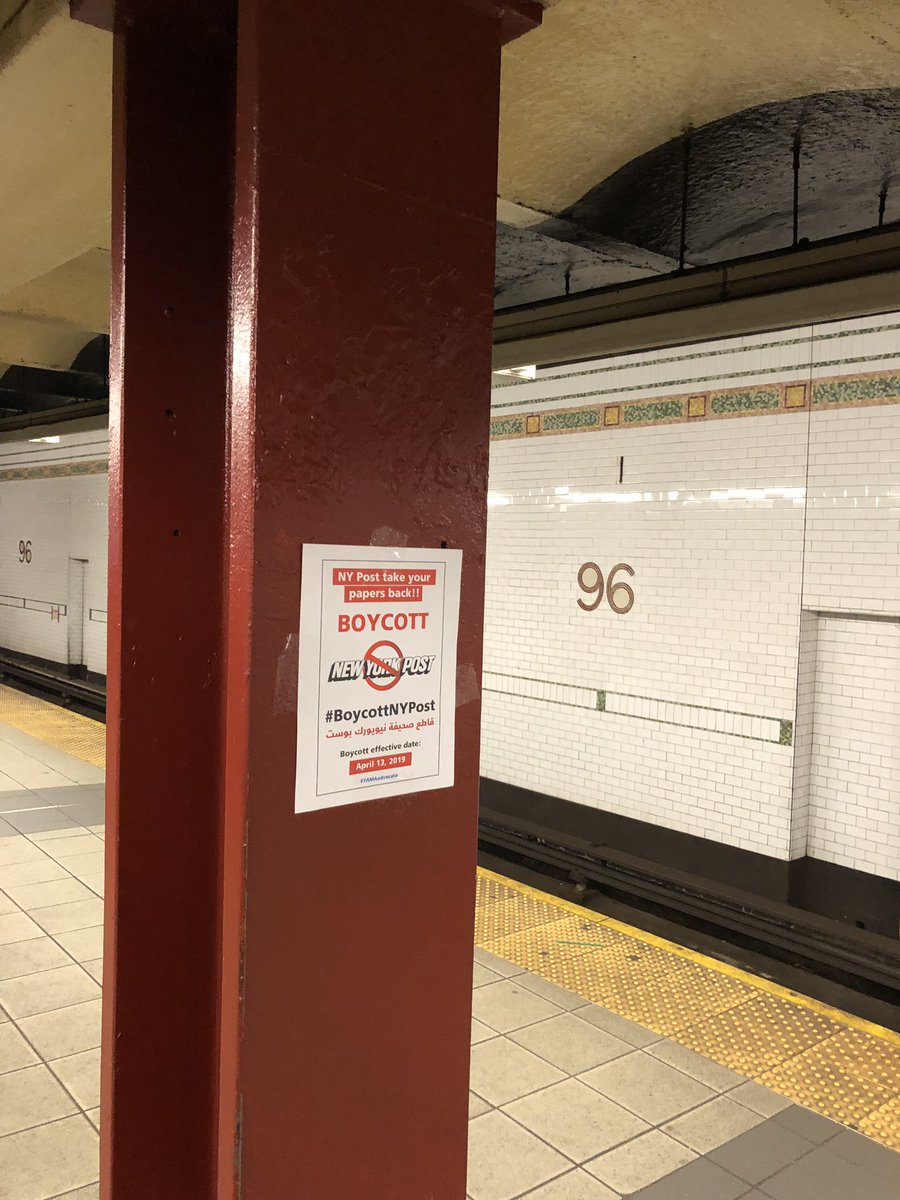 NY Post take your
papers back!!
BOYCOTT
NEW YORK POST
#BoycottNYPost
قاطع صحيفة نيويورك بوست
Boycott effective date:
April 13, 2019
#YAMAadvocate
96
96